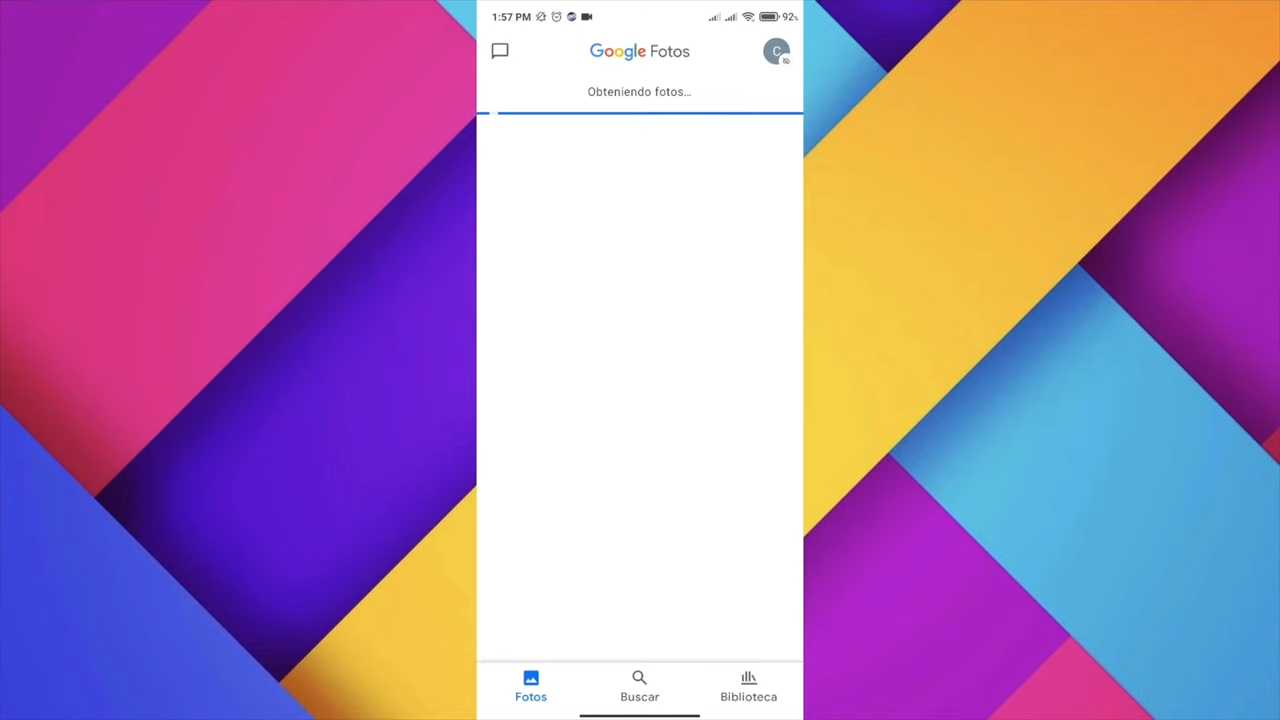 1:57 PM 92%
Google Fotos
C
Obteniendo fotos...
Fotos Buscar Biblioteca